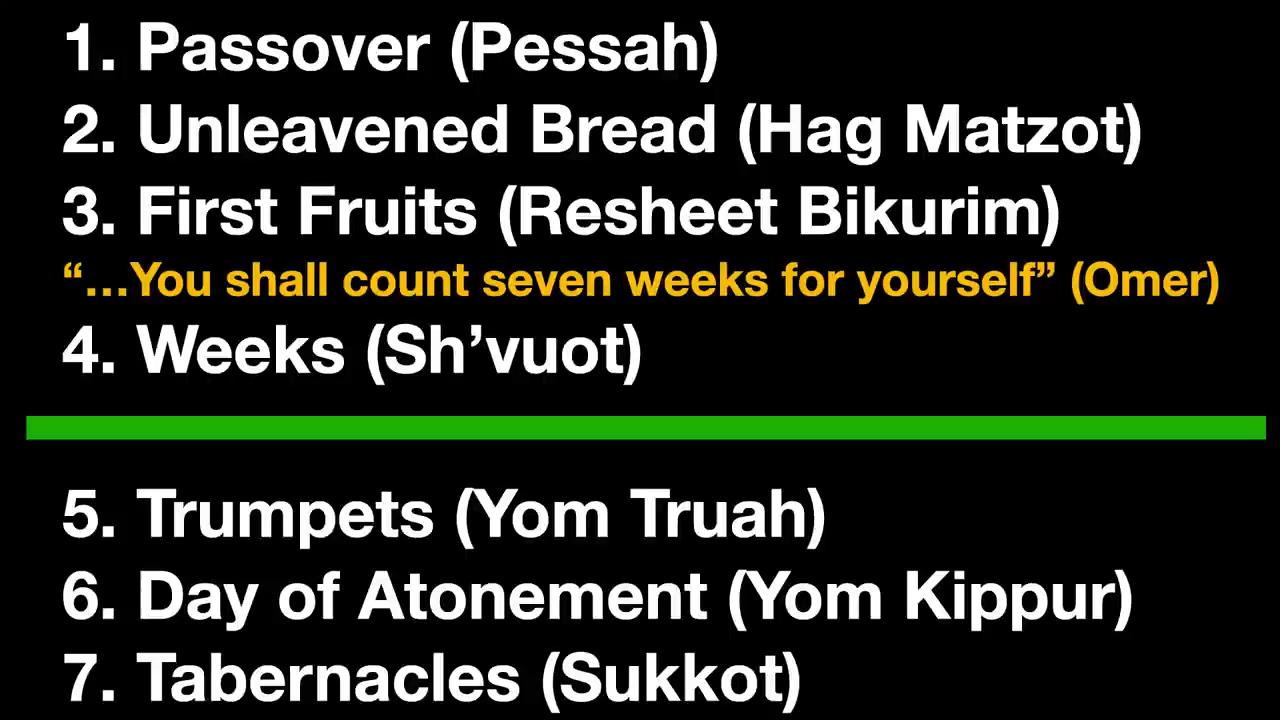 1. Passover (Pessah)
2. Unleavened Bread (Hag Matzot)
3. First Fruits (Resheet Bikurim)
“...You shall count seven weeks for yourself” (Omer)
4. Weeks (Sh’vuot)
5. Trumpets (Yom Truah)
6. Day of Atonement (Yom Kippur)
7. Tabernacles (Sukkot)